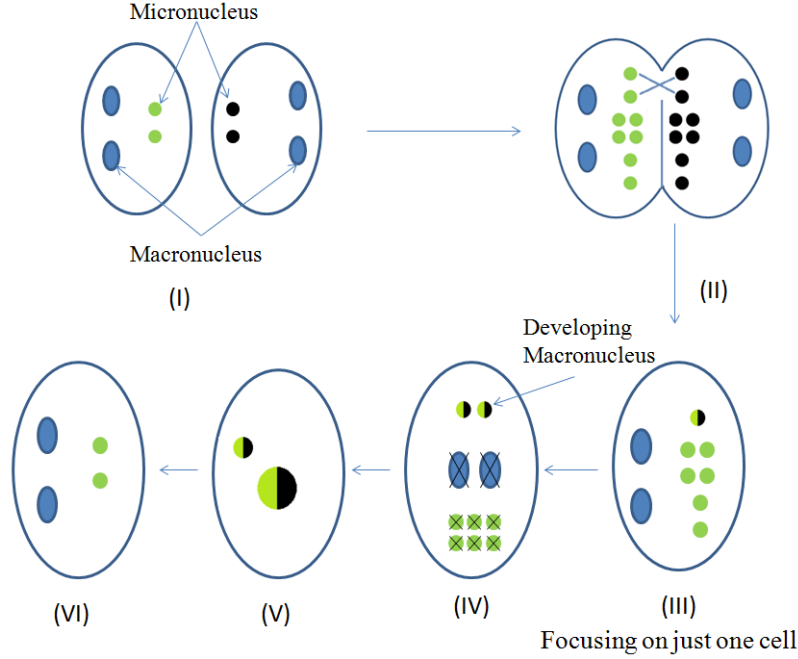 Micronucleus
Macronucleus
(I)
(II)
Developing
Macronucleus
(VI)
(V)
(IV)
(III)
Focusing on just one cell